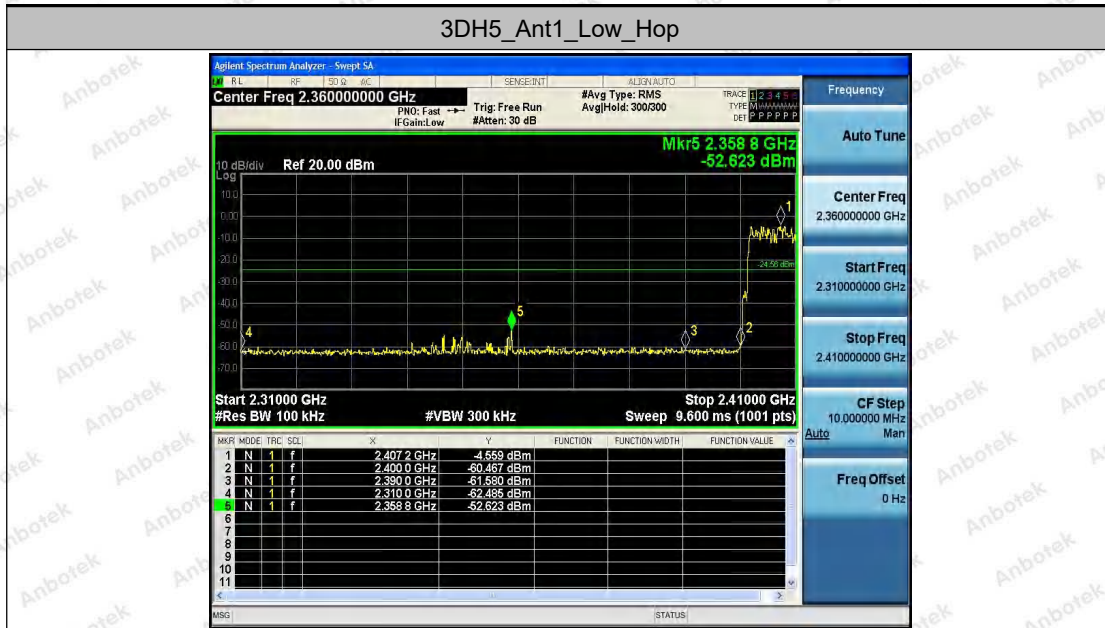 3DH5_Ant1_Low_Hop
Agilent Spectrum Analyzer - Swept SA
RL RF 50 Ω AC SENSE:INT ALIGN AUTO
Center Freq 2.360000000 GHz
PNO: Fast
IFGain:Low
Trig: Free Run
#Atten: 30 dB
#Avg Type: RMS
Avg|Hold: 300/300
TRACE 1 2 3 4 5 6
TYPE M
DET P P P P P P
Mkr5 2.358 8 GHz
-52.623 dBm
10 dB/div Ref 20.00 dBm
Log
10.0
0.00
-10.0
-20.0
-30.0
-40.0
-50.0
-60.0
-70.0
1
-24.56 dBm
5
4
3
2
Start 2.31000 GHz Stop 2.41000 GHz
#Res BW 100 kHz #VBW 300 kHz Sweep 9.600 ms (1001 pts)
MKR MODE TRC SCL X Y FUNCTION FUNCTION WIDTH FUNCTION VALUE
1 N 1 f 2.407 2 GHz -4.559 dBm
2 N 1 f 2.400 0 GHz -60.467 dBm
3 N 1 f 2.390 0 GHz -61.580 dBm
4 N 1 f 2.310 0 GHz -62.485 dBm
5 N 1 f 2.358 8 GHz -52.623 dBm
6
7
8
9
10
11
MSG STATUS
Frequency
Auto Tune
Center Freq
2.360000000 GHz
Start Freq
2.310000000 GHz
Stop Freq
2.410000000 GHz
CF Step
10.000000 MHz
Auto Man
Freq Offset
0 Hz
Anbotek